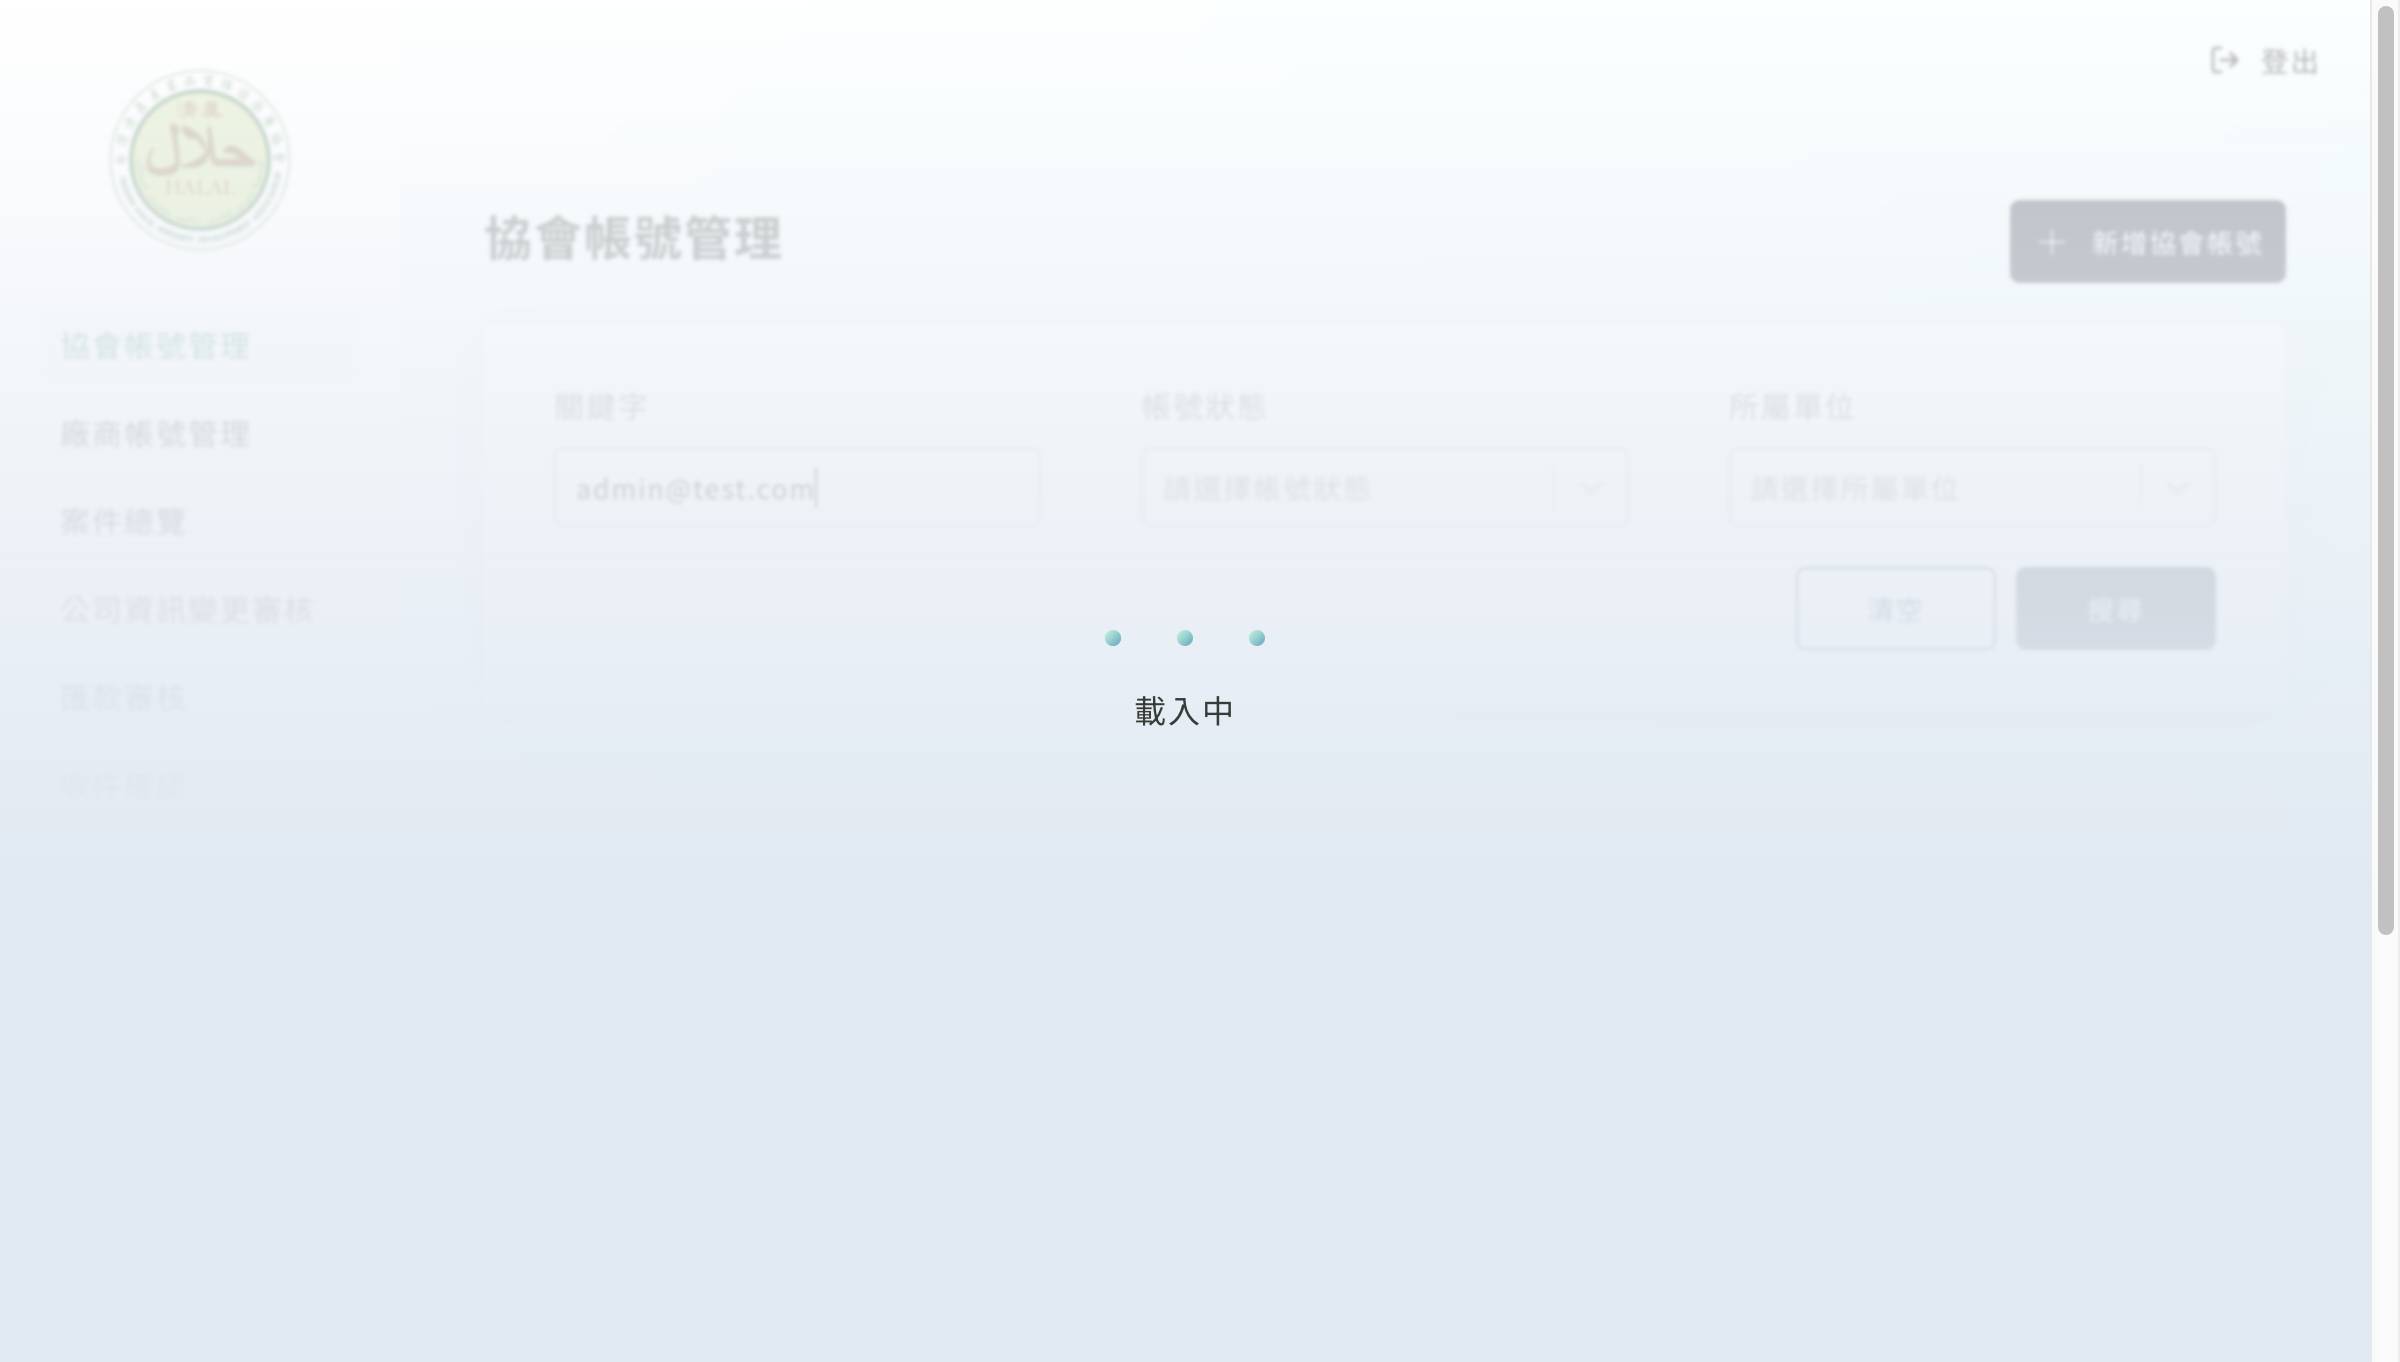 登出
清真
حلال
HALAL
協會帳號管理
新增協會帳號
協會帳號管理
廠商帳號管理
案件總覽
公司資訊變更審核
匯款審核
收件確認
關鍵字
帳號狀態
所屬單位
admin@test.com
請選擇帳號狀態
請選擇所屬單位
清空
搜尋
載入中